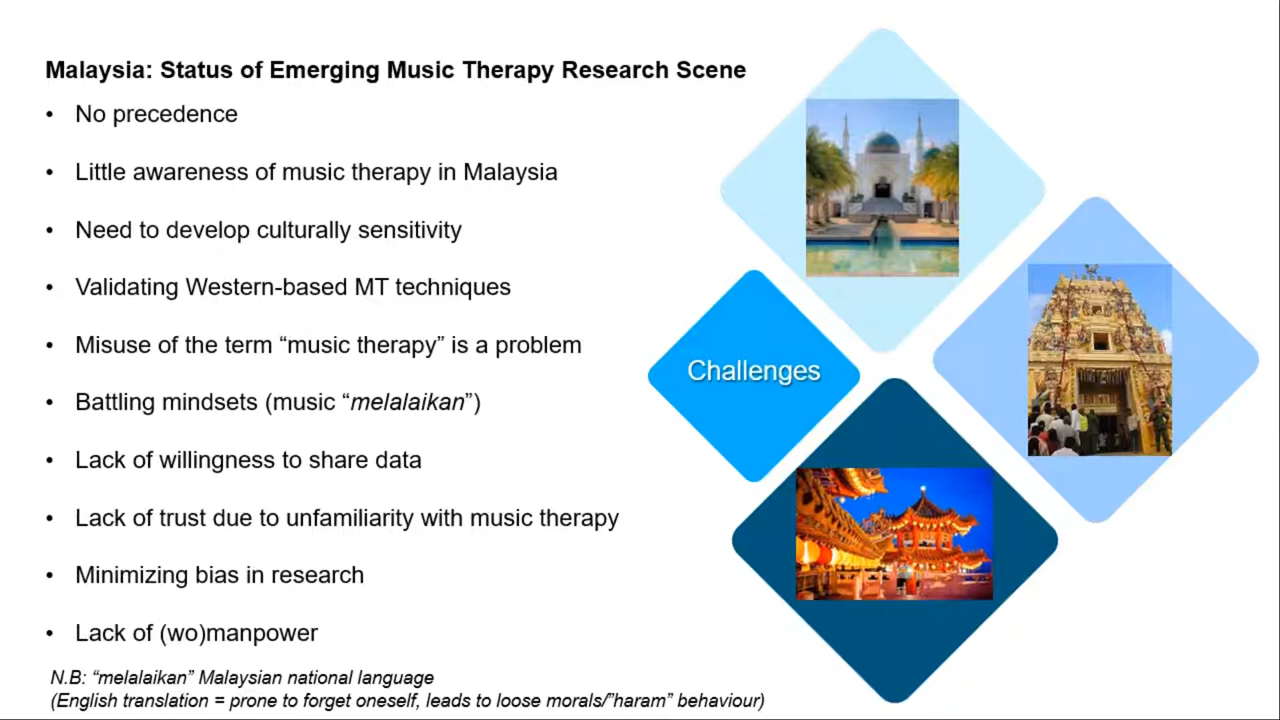 Malaysia: Status of Emerging Music Therapy Research Scene
• No precedence
• Little awareness of music therapy in Malaysia
• Need to develop culturally sensitivity
• Validating Western-based MT techniques
• Misuse of the term “music therapy” is a problem
• Battling mindsets (music “melalaikan”)
• Lack of willingness to share data
• Lack of trust due to unfamiliarity with music therapy
• Minimizing bias in research
• Lack of (wo)manpower
N.B: “melalaikan” Malaysian national language
(English translation = prone to forget oneself, leads to loose morals/”haram” behaviour)
Challenges